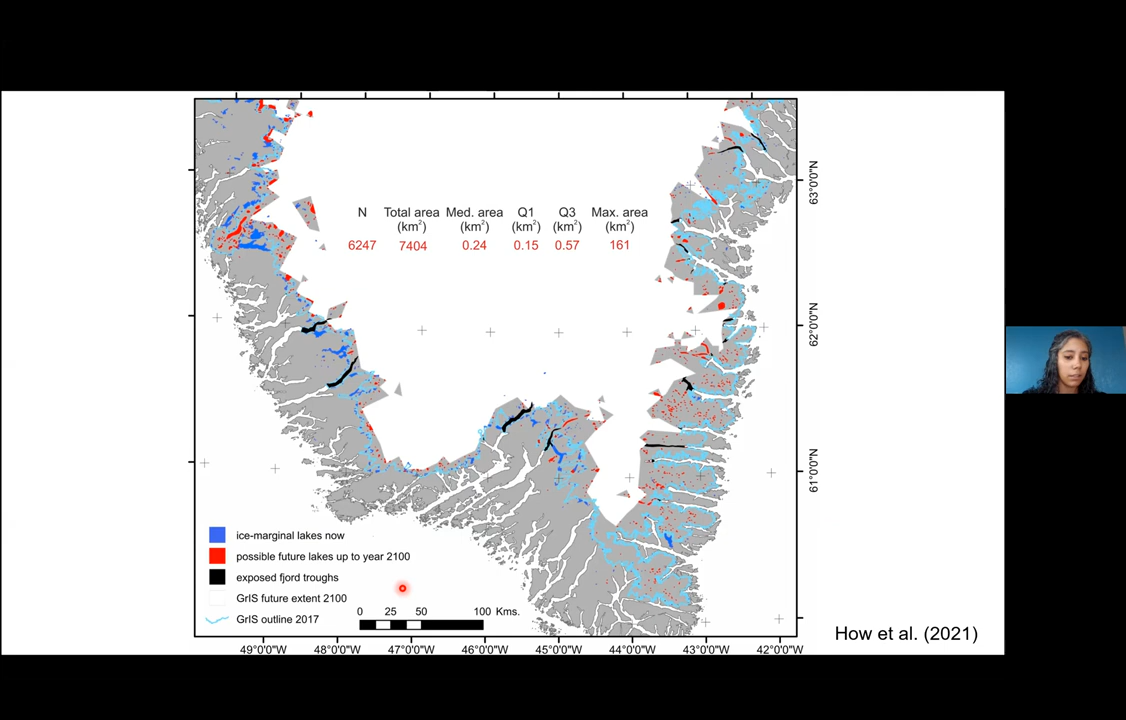 N Total area Med. area Q1 Q3 Max. area
(km²) (km²) (km²) (km²) (km²)
6247 7404 0.24 0.15 0.57 161
63°0'0"N
62°0'0"N
61°0'0"N
ice-marginal lakes now
possible future lakes up to year 2100
exposed fjord troughs
GrIS future extent 2100
GrIS outline 2017
0 25 50 100 Kms.
How et al. (2021)
49°0'0"W 48°0'0"W 47°0'0"W 46°0'0"W 45°0'0"W 44°0'0"W 43°0'0"W 42°0'0"W